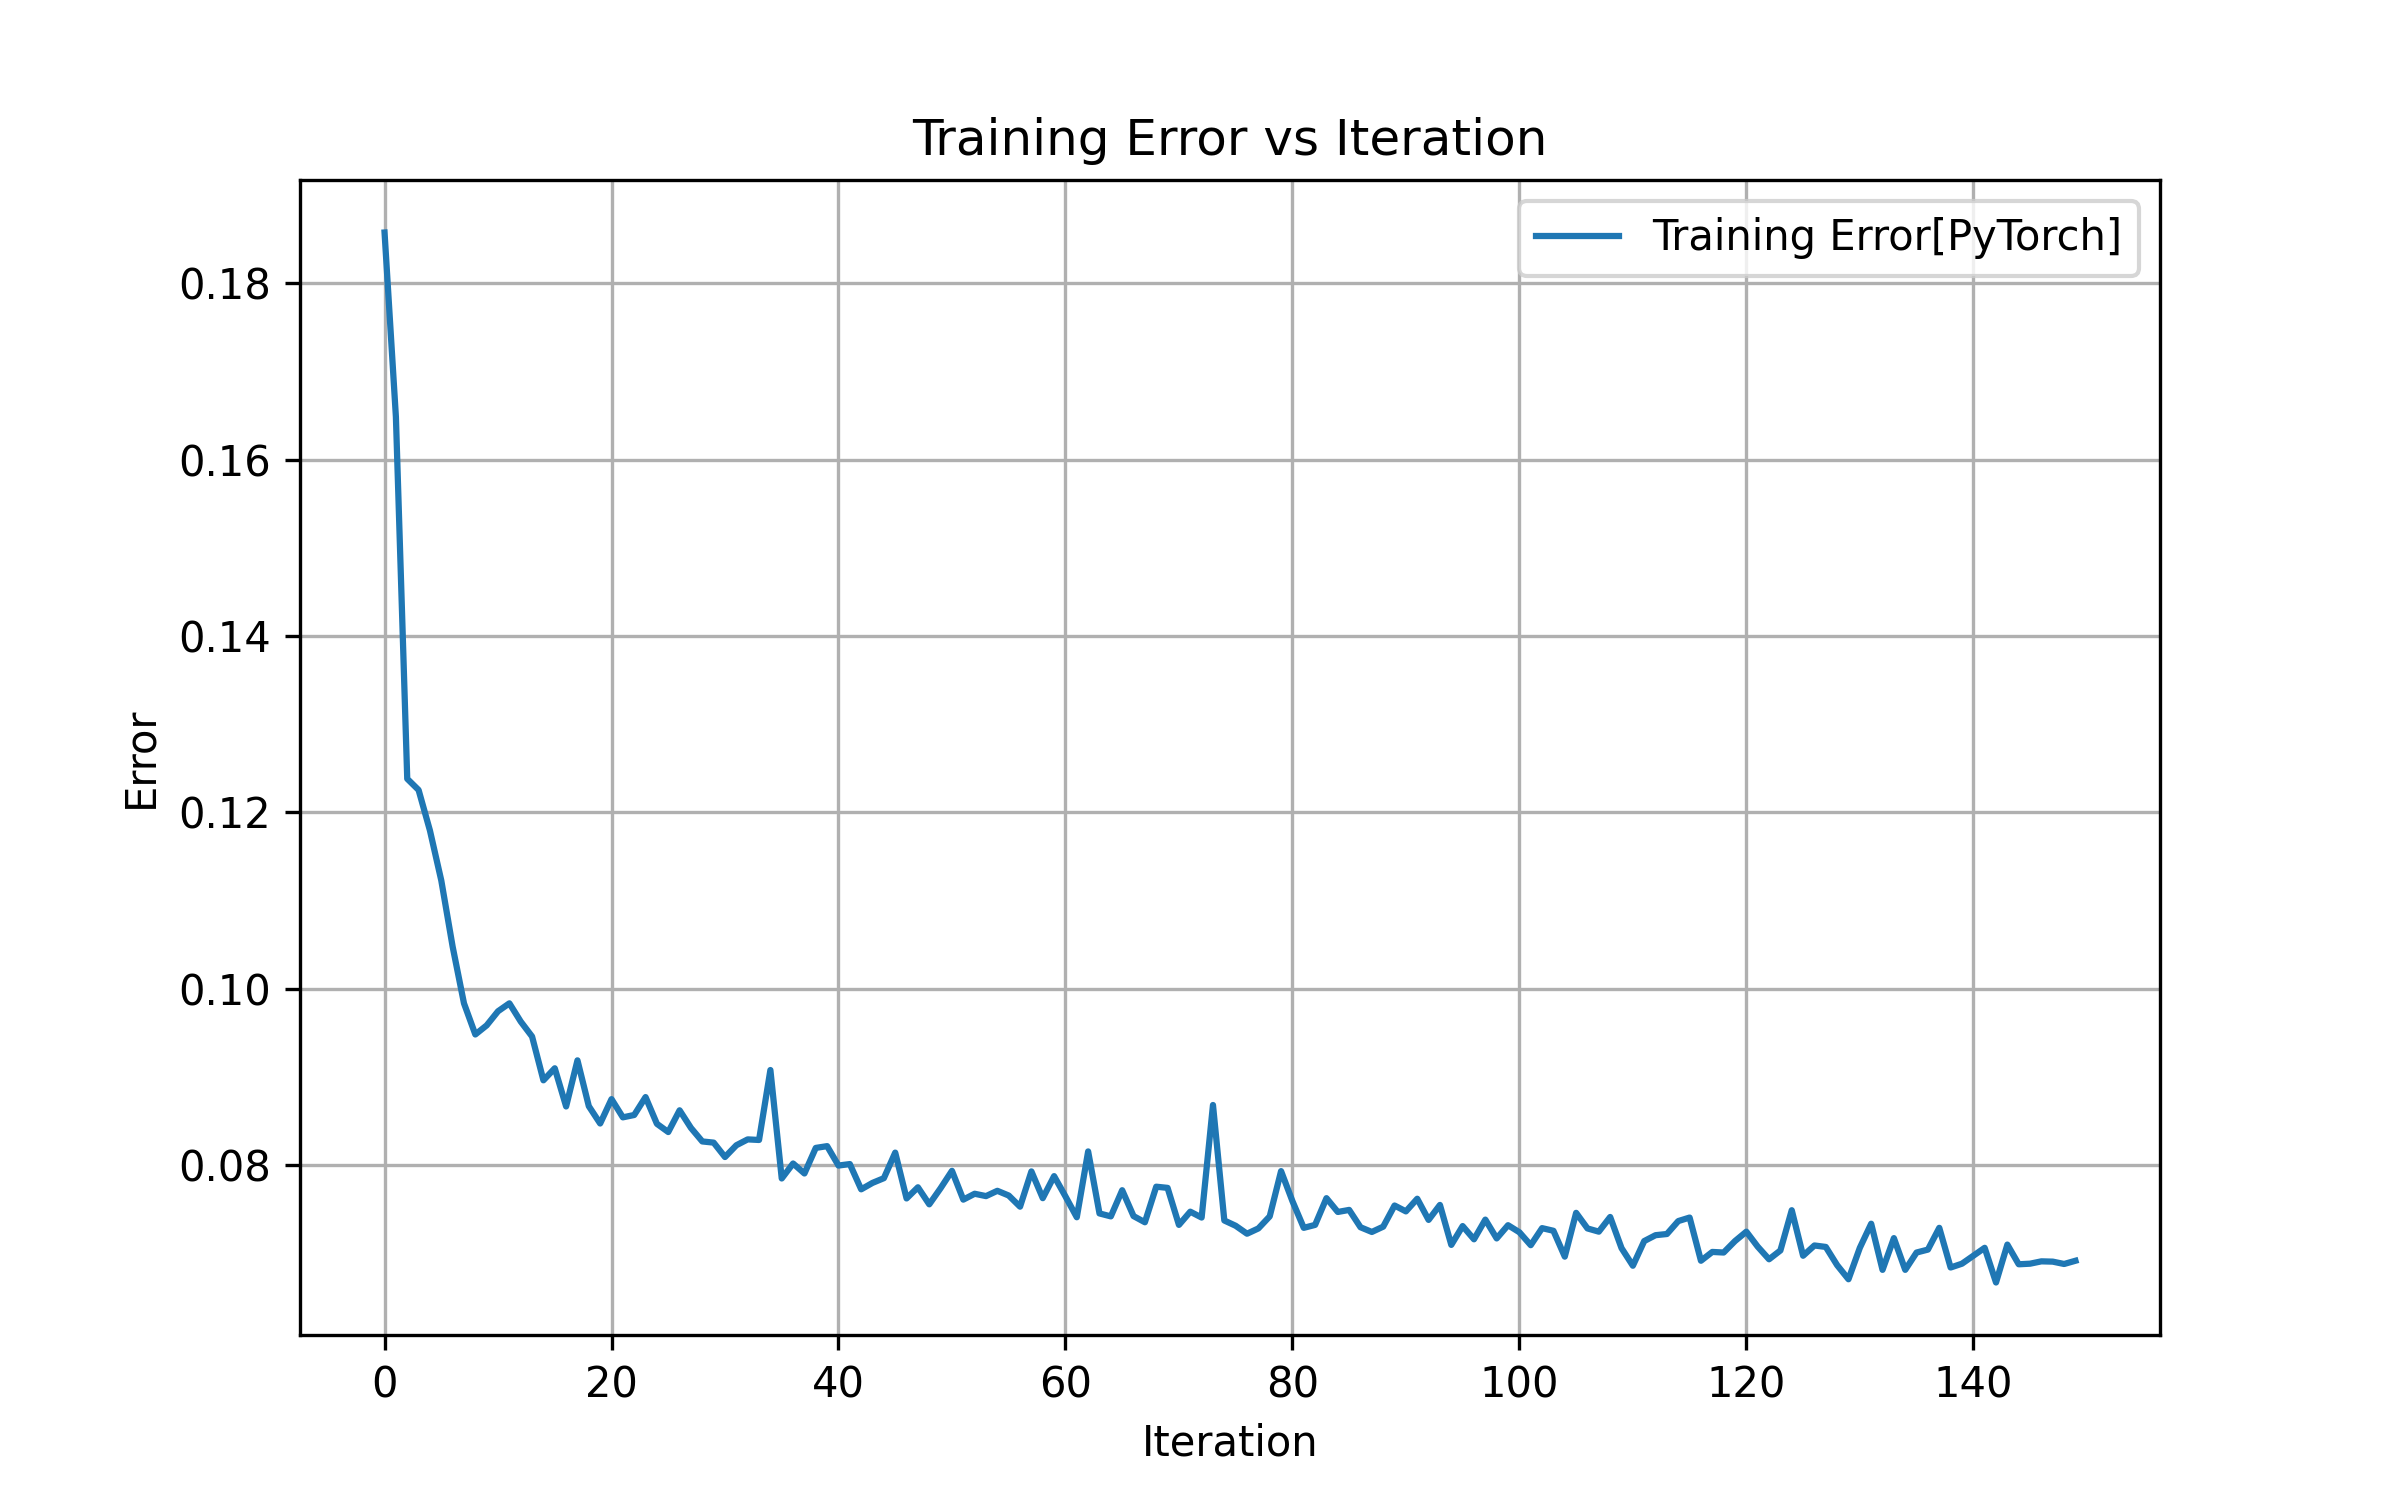 Training Error vs Iteration
Training Error[PyTorch]
0.18
0.16
0.14
0.12
0.10
0.08
Error
0 20 40 60 80 100 120 140
Iteration